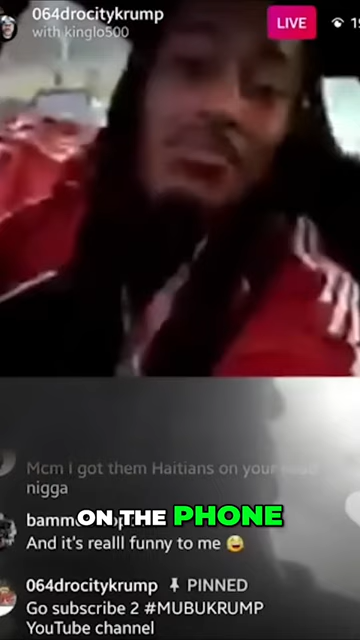 064drocitykrump
with kinglo500
LIVE
Mcm I got them Haitians on your
nigga
ON THE PHONE
And it's realll funny to me 😂
064drocitykrump PINNED
Go subscribe 2 #MUBUKRUMP
YouTube channel